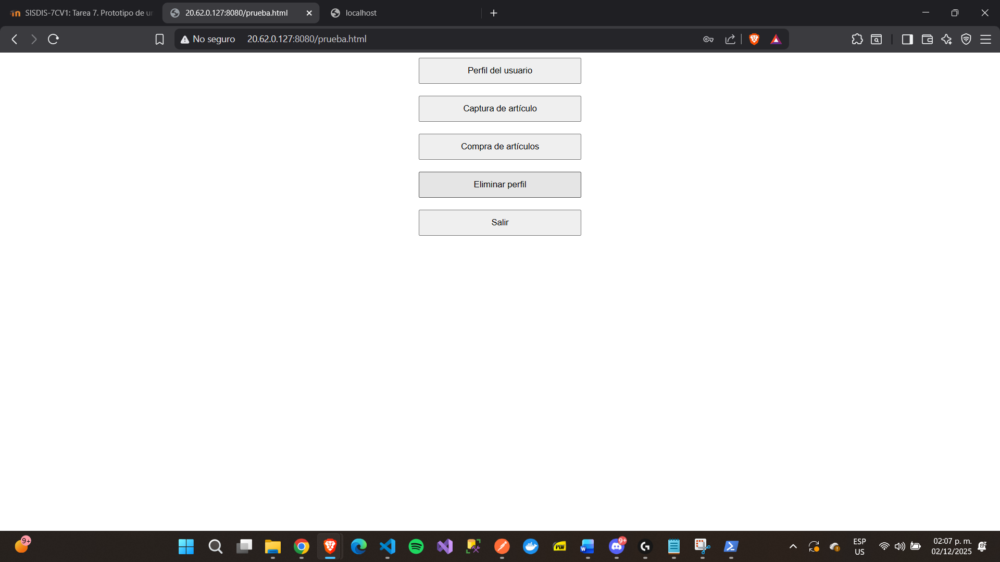 SISDIS-7CV1: Tarea 7. Prototipo de un
20.62.0.127:8080/prueba.html
localhost
No seguro
20.62.0.127:8080/prueba.html
Perfil del usuario
Captura de artículo
Compra de artículos
Eliminar perfil
Salir
9+
PDF
W
9+
ESP
US
02:07 p. m.
02/12/2025